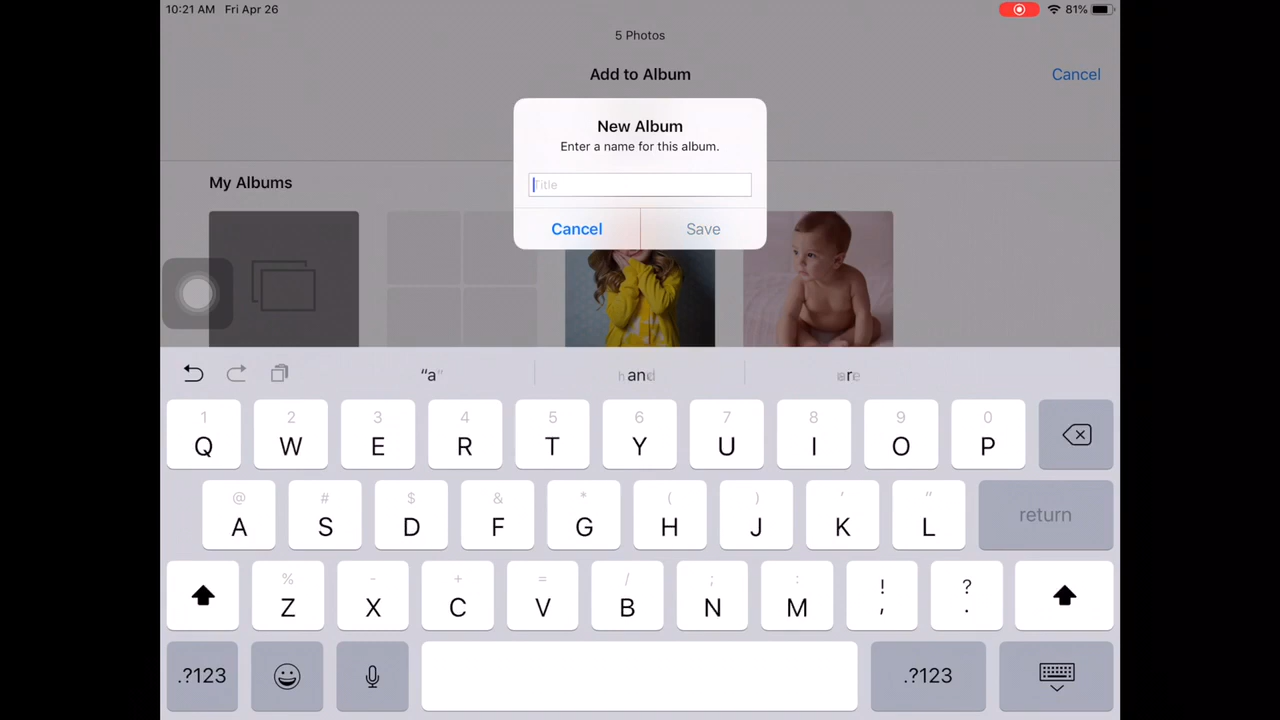 10:21 AM Fri Apr 26
81%
5 Photos
Add to Album
Cancel
New Album
Enter a name for this album.
Title
Cancel
Save
My Albums
“a”
and
are
1 2 3 4 5 6 7 8 9 0
Q W E R T Y U I O P
@ # $ & * ( ) ' "
A S D F G H J K L return
% - + = / ; : ! ?
Z X C V B N M , .
.?123 .?123